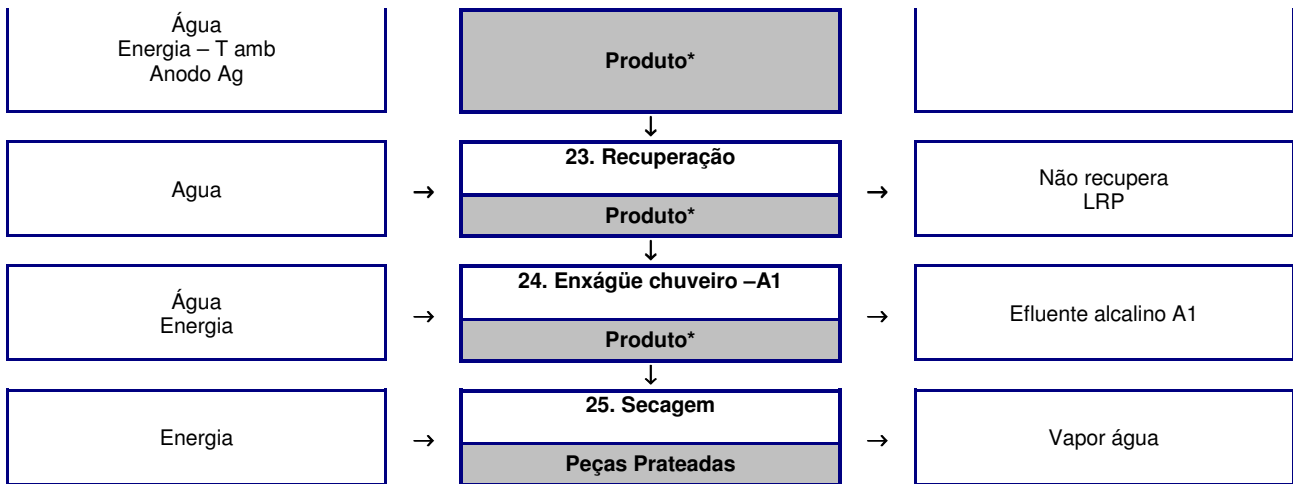 Água
Energia – T amb
Anodo Ag
Produto*
↓
23. Recuperação
Agua
→
→
Não recupera
LRP
Produto*
↓
24. Enxágüe chuveiro –A1
Água
Energia
→
→
Efluente alcalino A1
Produto*
↓
25. Secagem
Energia
→
→
Vapor água
Peças Prateadas